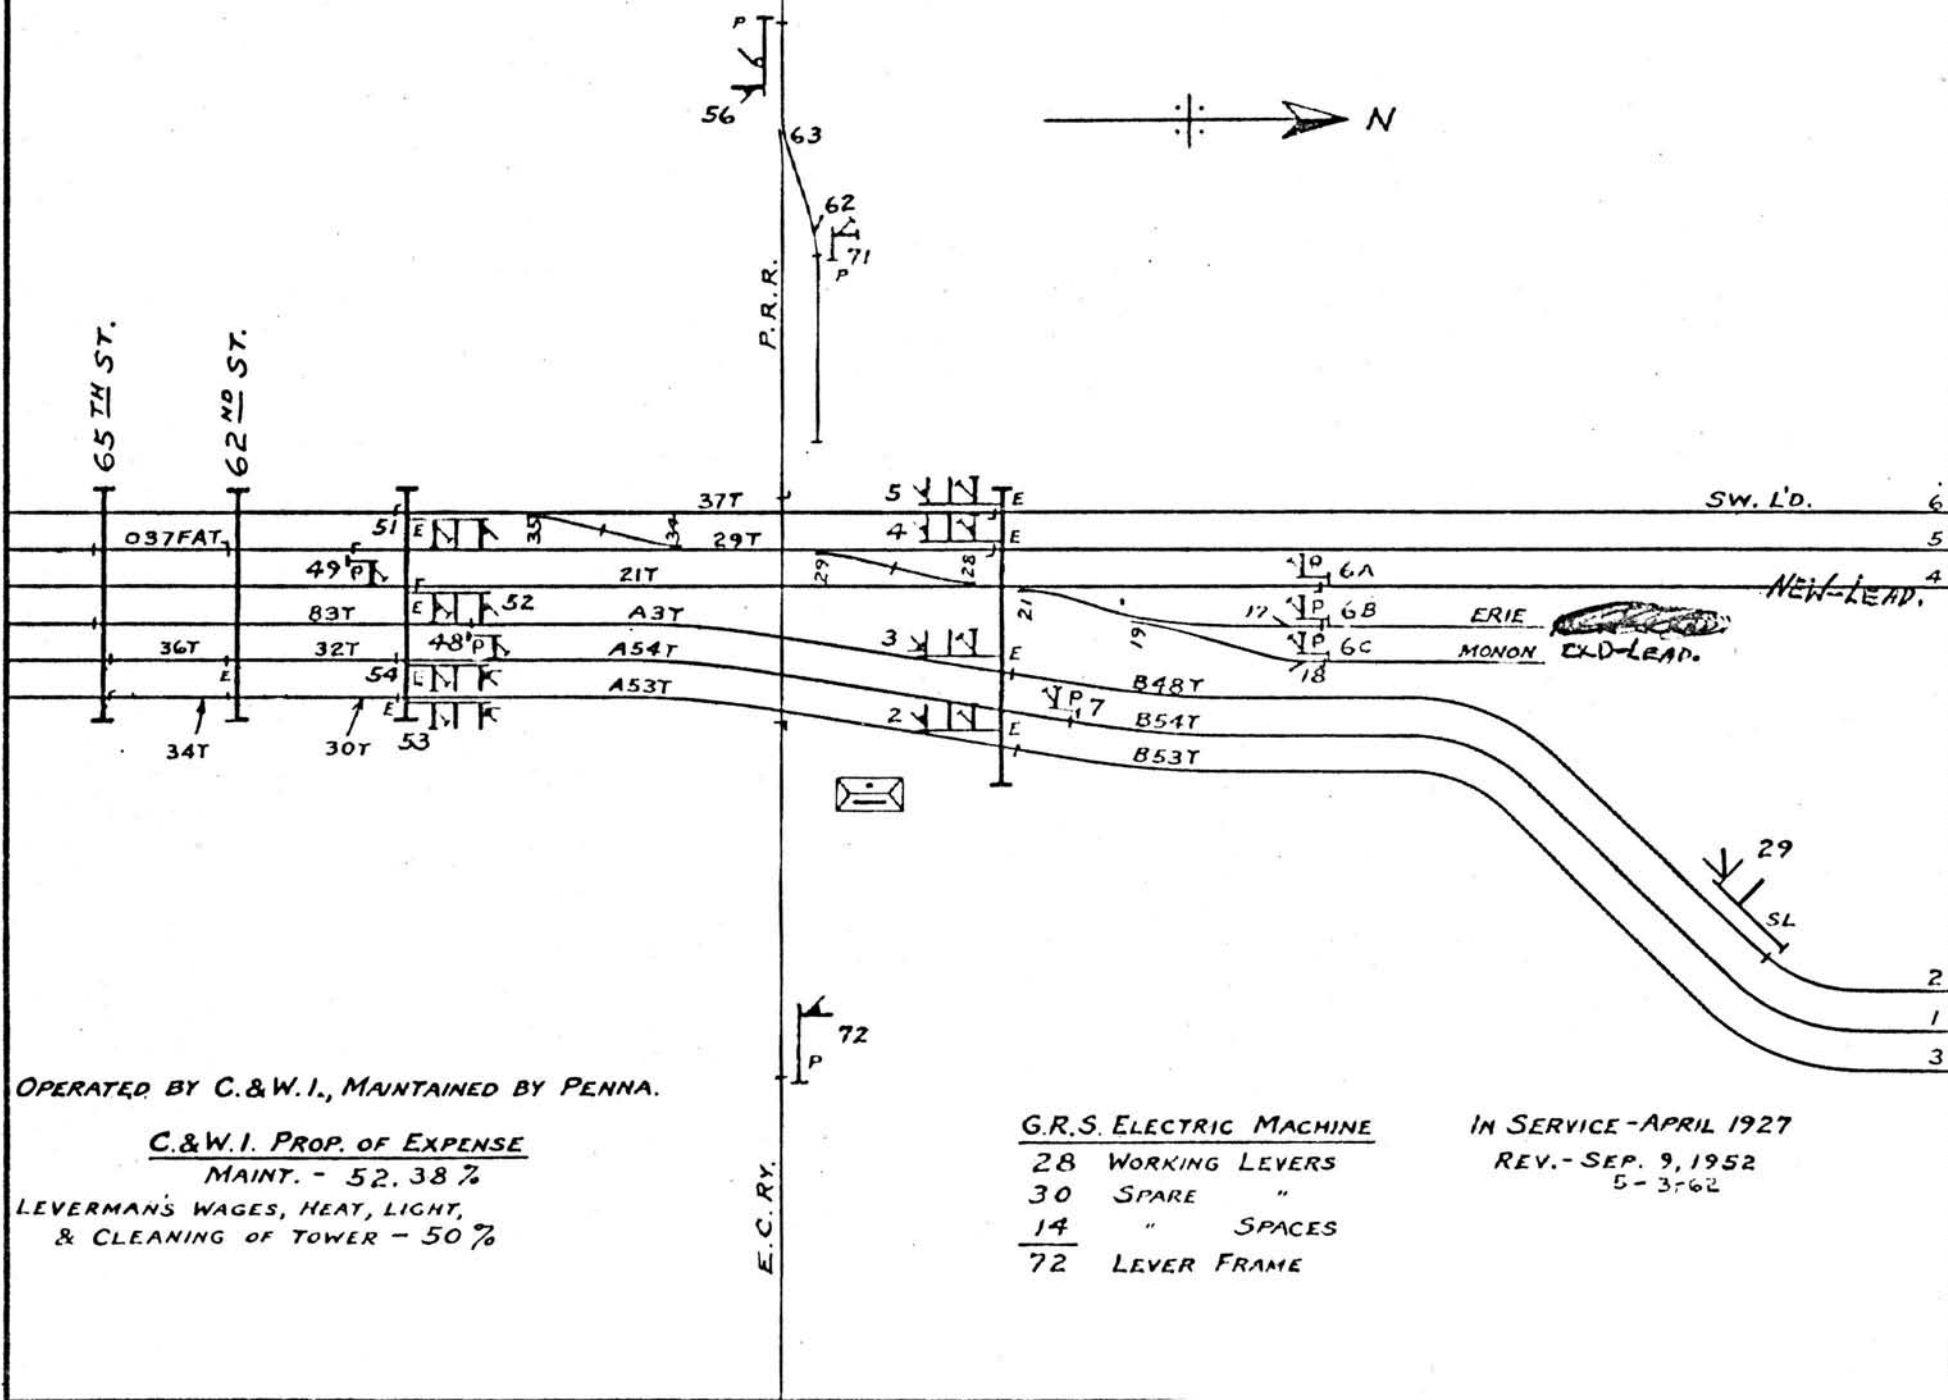 P
56
N
63
62
71
P
P.R.R.
65TH ST.
62ND ST.
37T
5
E
SW. L'D.
6
037FAT
51
E
35
34
29T
4
E
5
49
P
21T
29
28
P
6A
4
NEW-LEAD.
83T
E
52
A3T
21
17
P
6B
ERIE
36T
32T
48
P
A54T
3
E
19
P
6C
MONON
18
E
54
E
A53T
B48T
P
7
34T
30T
E
53
2
E
B54T
B53T
29
SL
2
1
3
72
P
OPERATED BY C.&W.I., MAINTAINED BY PENNA.
C.&W.I. PROP. OF EXPENSE
MAINT. - 52.38%
LEVERMAN'S WAGES, HEAT, LIGHT,
& CLEANING OF TOWER - 50%
E.C.RY.
G.R.S. ELECTRIC MACHINE
28 WORKING LEVERS
30 SPARE "
14 " SPACES
72 LEVER FRAME
IN SERVICE - APRIL 1927
REV. - SEP. 9, 1952
5-3-62